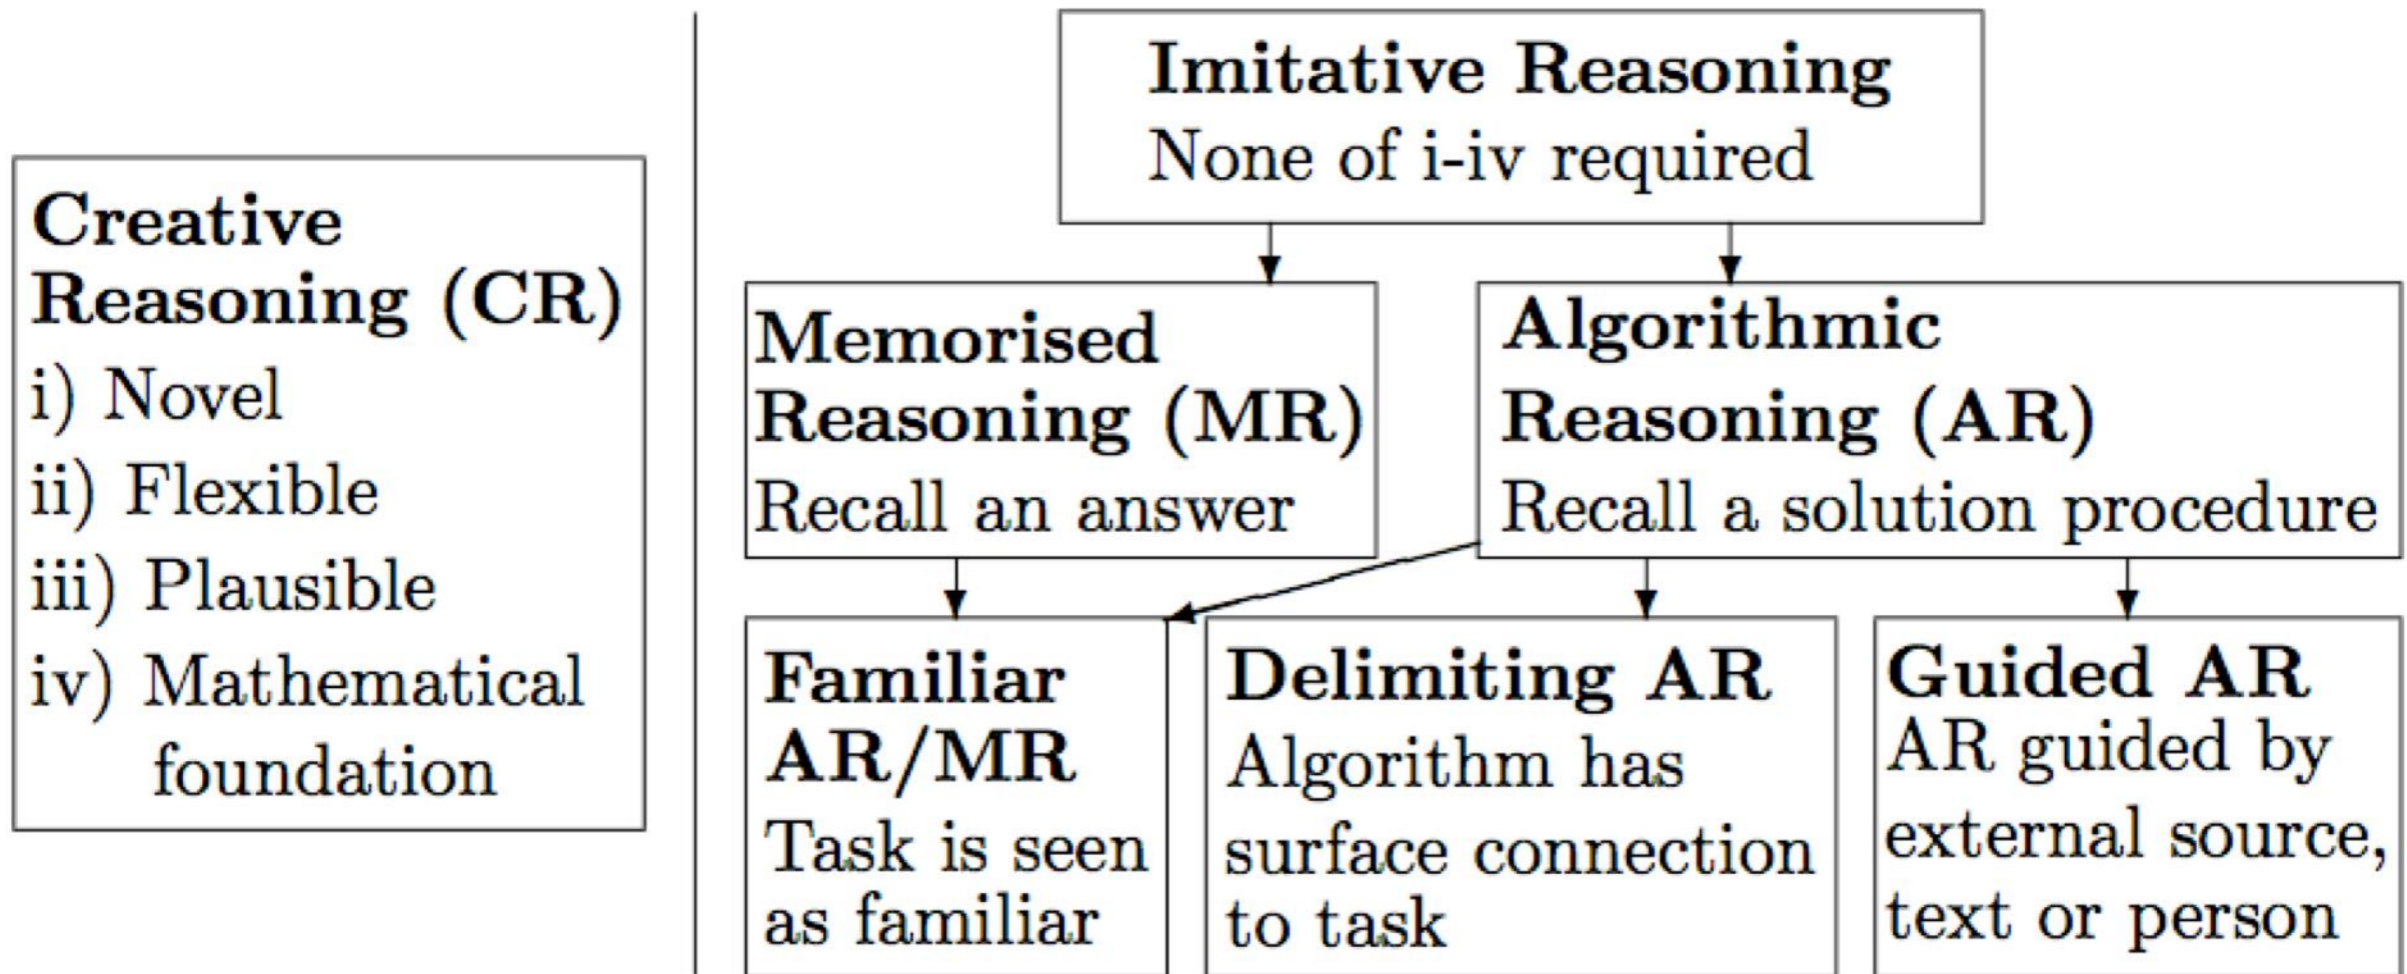 Creative
Reasoning (CR)
i) Novel
ii) Flexible
iii) Plausible
iv) Mathematical
foundation
Imitative Reasoning
None of i-iv required
Memorised
Reasoning (MR)
Recall an answer
Algorithmic
Reasoning (AR)
Recall a solution procedure
Familiar
AR/MR
Task is seen
as familiar
Delimiting AR
Algorithm has
surface connection
to task
Guided AR
AR guided by
external source,
text or person